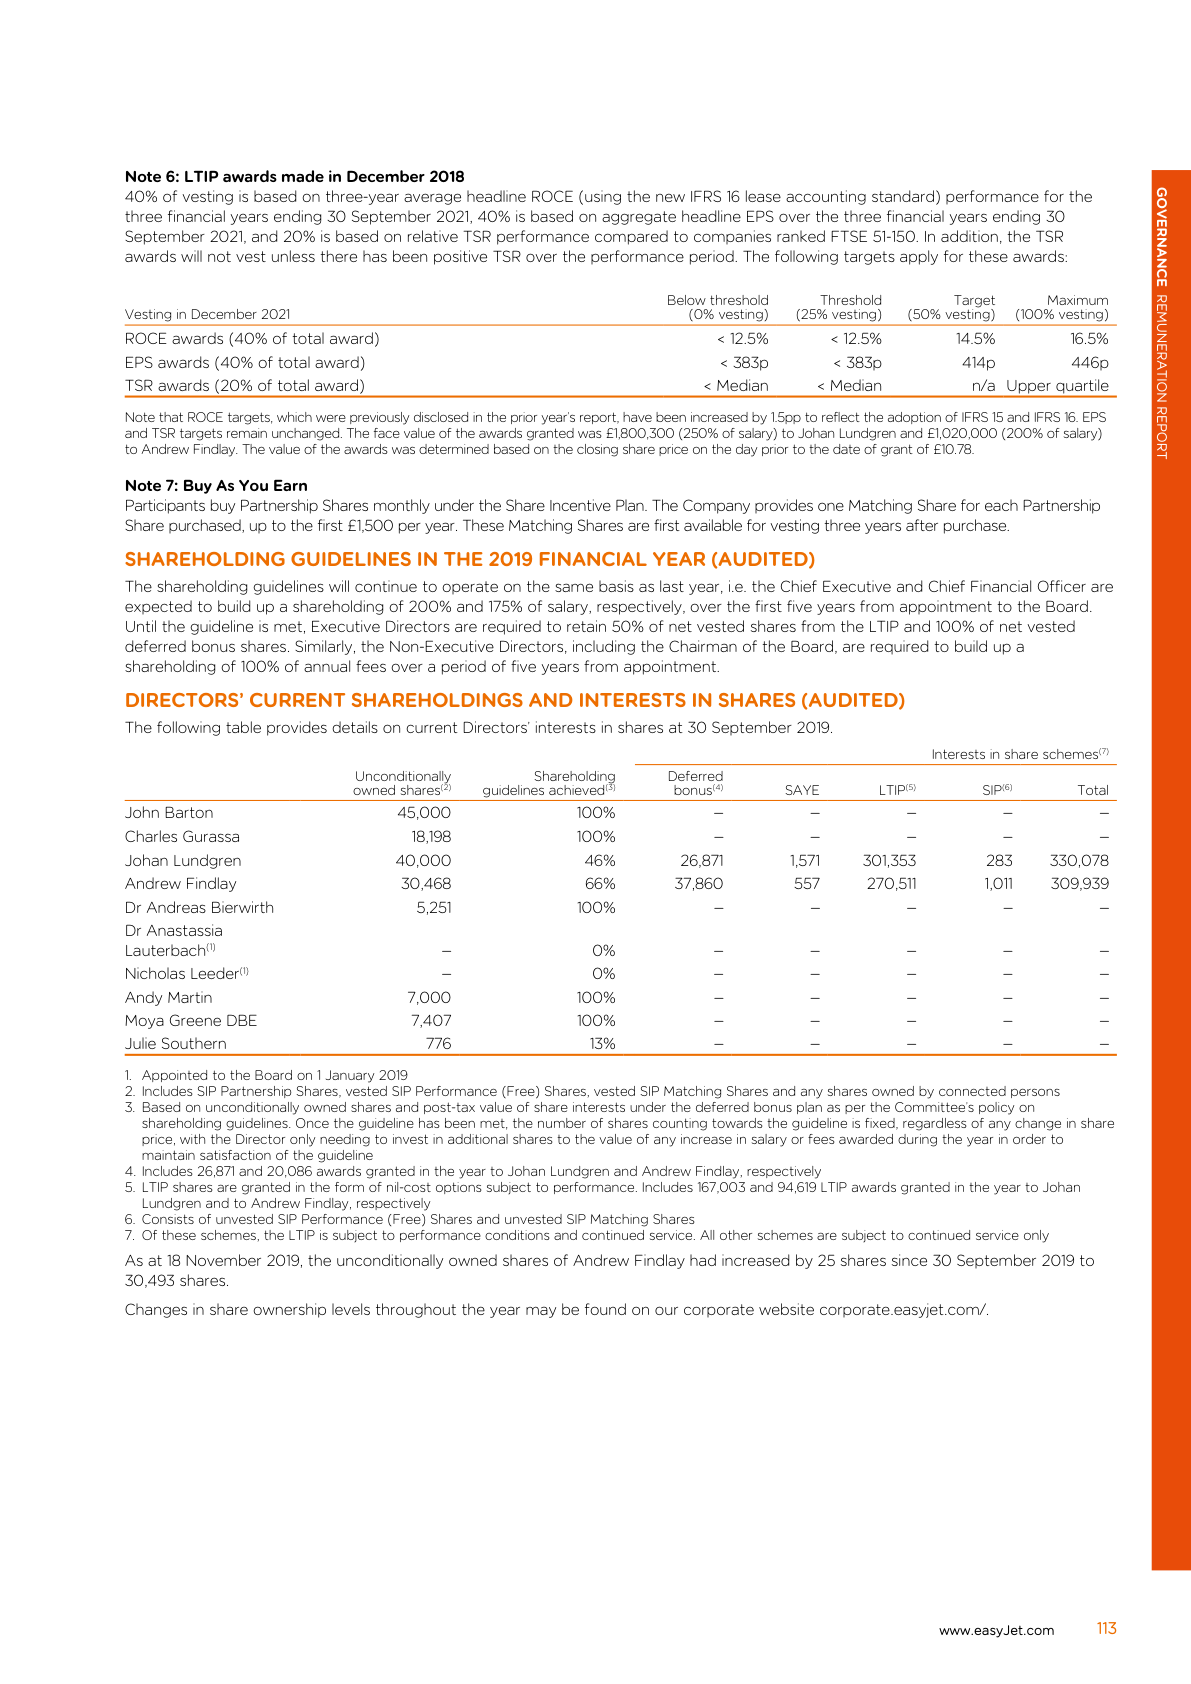 Note 6: LTIP awards made in December 2018
40% of vesting is based on three-year average headline ROCE (using the new IFRS 16 lease accounting standard) performance for the
three financial years ending 30 September 2021, 40% is based on aggregate headline EPS over the three financial years ending 30
September 2021, and 20% is based on relative TSR performance compared to companies ranked FTSE 51-150. In addition, the TSR
awards will not vest unless there has been positive TSR over the performance period. The following targets apply for these awards:
Vesting in December 2021 Below threshold (0% vesting) Threshold (25% vesting) Target (50% vesting) Maximum (100% vesting)
ROCE awards (40% of total award) < 12.5% < 12.5% 14.5% 16.5%
EPS awards (40% of total award) < 383p < 383p 414p 446p
TSR awards (20% of total award) < Median < Median n/a Upper quartile
Note that ROCE targets, which were previously disclosed in the prior year's report, have been increased by 1.5pp to reflect the adoption of IFRS 15 and IFRS 16. EPS
and TSR targets remain unchanged. The face value of the awards granted was £1,800,300 (250% of salary) to Johan Lundgren and £1,020,000 (200% of salary)
to Andrew Findlay. The value of the awards was determined based on the closing share price on the day prior to the date of grant of £10.78.
Note 7: Buy As You Earn
Participants buy Partnership Shares monthly under the Share Incentive Plan. The Company provides one Matching Share for each Partnership
Share purchased, up to the first £1,500 per year. These Matching Shares are first available for vesting three years after purchase.
SHAREHOLDING GUIDELINES IN THE 2019 FINANCIAL YEAR (AUDITED)
The shareholding guidelines will continue to operate on the same basis as last year, i.e. the Chief Executive and Chief Financial Officer are
expected to build up a shareholding of 200% and 175% of salary, respectively, over the first five years from appointment to the Board.
Until the guideline is met, Executive Directors are required to retain 50% of net vested shares from the LTIP and 100% of net vested
deferred bonus shares. Similarly, the Non-Executive Directors, including the Chairman of the Board, are required to build up a
shareholding of 100% of annual fees over a period of five years from appointment.
DIRECTORS' CURRENT SHAREHOLDINGS AND INTERESTS IN SHARES (AUDITED)
The following table provides details on current Directors' interests in shares at 30 September 2019.
Interests in share schemes(7)
Unconditionally owned shares(2) Shareholding guidelines achieved(3) Deferred bonus(4) SAYE LTIP(5) SIP(6) Total
John Barton 45,000 100% – – – – –
Charles Gurassa 18,198 100% – – – – –
Johan Lundgren 40,000 46% 26,871 1,571 301,353 283 330,078
Andrew Findlay 30,468 66% 37,860 557 270,511 1,011 309,939
Dr Andreas Bierwirth 5,251 100% – – – – –
Dr Anastassia
Lauterbach(1) – 0% – – – – –
Nicholas Leeder(1) – 0% – – – – –
Andy Martin 7,000 100% – – – – –
Moya Greene DBE 7,407 100% – – – – –
Julie Southern 776 13% – – – – –
1. Appointed to the Board on 1 January 2019
2. Includes SIP Partnership Shares, vested SIP Performance (Free) Shares, vested SIP Matching Shares and any shares owned by connected persons
3. Based on unconditionally owned shares and post-tax value of share interests under the deferred bonus plan as per the Committee's policy on
shareholding guidelines. Once the guideline has been met, the number of shares counting towards the guideline is fixed, regardless of any change in share
price, with the Director only needing to invest in additional shares to the value of any increase in salary or fees awarded during the year in order to
maintain satisfaction of the guideline
4. Includes 26,871 and 20,086 awards granted in the year to Johan Lundgren and Andrew Findlay, respectively
5. LTIP shares are granted in the form of nil-cost options subject to performance. Includes 167,003 and 94,619 LTIP awards granted in the year to Johan
Lundgren and to Andrew Findlay, respectively
6. Consists of unvested SIP Performance (Free) Shares and unvested SIP Matching Shares
7. Of these schemes, the LTIP is subject to performance conditions and continued service. All other schemes are subject to continued service only
As at 18 November 2019, the unconditionally owned shares of Andrew Findlay had increased by 25 shares since 30 September 2019 to
30,493 shares.
Changes in share ownership levels throughout the year may be found on our corporate website corporate.easyjet.com/.
GOVERNANCE REMUNERATION REPORT
www.easyJet.com 113